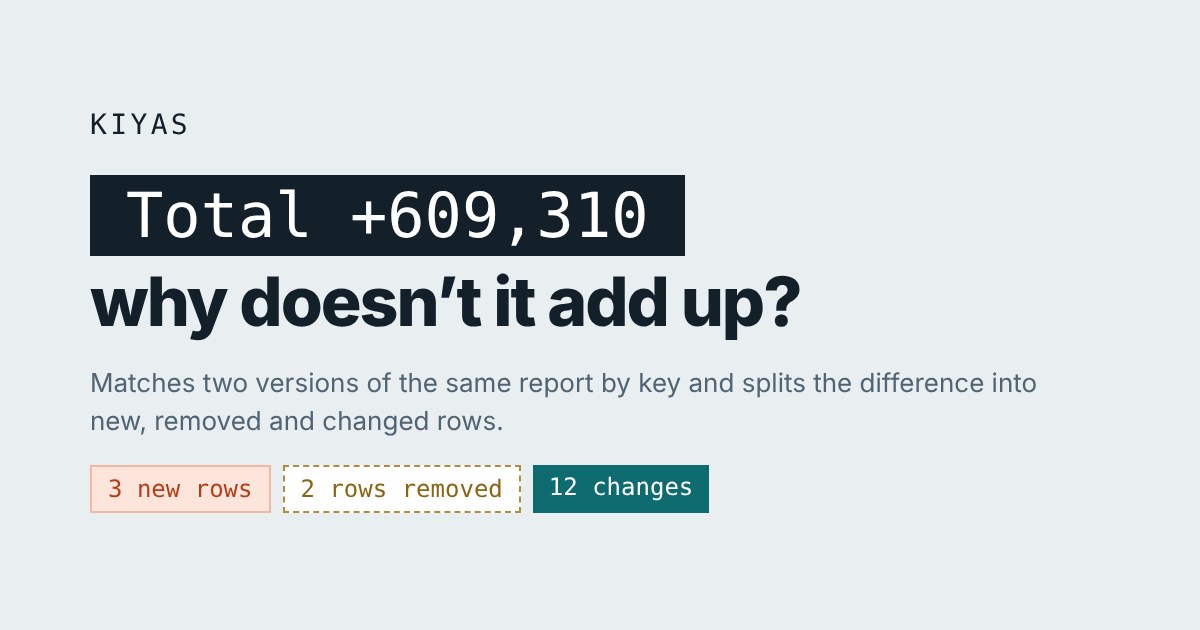 KIYAS
Total +609,310
why doesn’t it add up?
Matches two versions of the same report by key and splits the difference into
new, removed and changed rows.
3 new rows
2 rows removed
12 changes